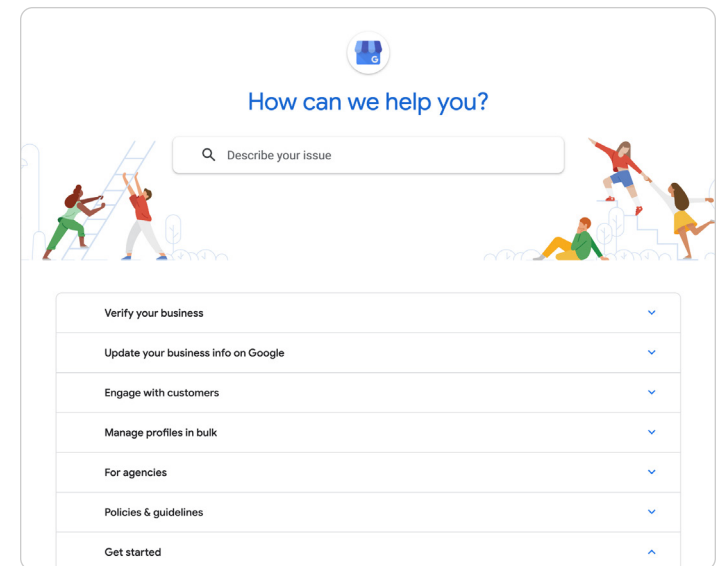 G
How can we help you?
Describe your issue
Verify your business
Update your business info on Google
Engage with customers
Manage profiles in bulk
For agencies
Policies & guidelines
Get started